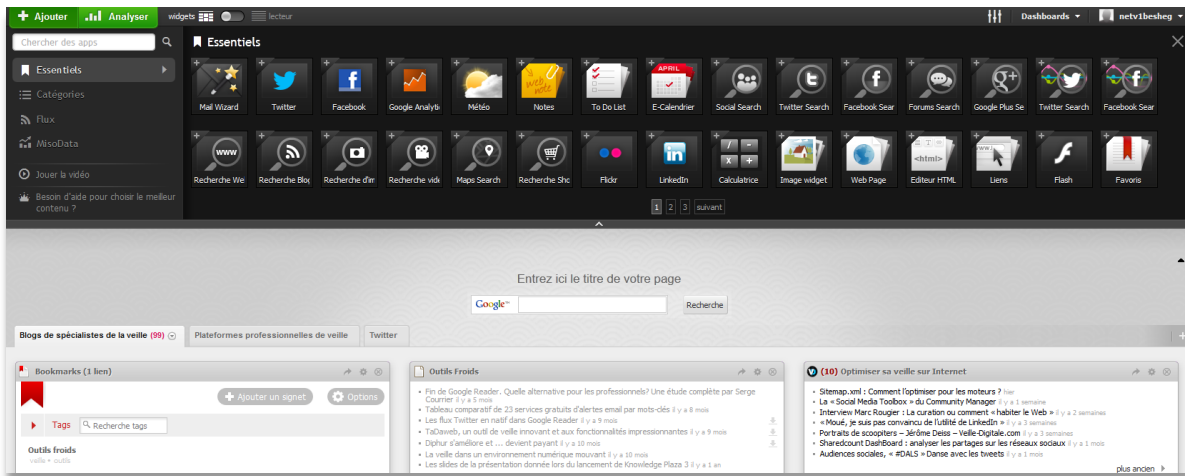 Ajouter Analyser widgets lecteur Dashboards netv1besheg
Chercher des apps
Essentiels
Catégories
Flux
MisoData
Jouer la vidéo
Besoin d'aide pour choisir le meilleur
contenu ?
Essentiels
Mail Wizard Twitter Facebook Google Analyti Météo Notes To Do List E-Calendrier Social Search Twitter Search Facebook Sear Forums Search Google Plus Se Twitter Search Facebook Sear
Recherche We Recherche Blog Recherche d'im Recherche vidé Maps Search Recherche Sho Flickr LinkedIn Calculatrice Image widget Web Page Editeur HTML Liens Flash Favoris
1 2 3 suivant
Entrez ici le titre de votre page
Google™ Recherche
Blogs de spécialistes de la veille (99) Plateformes professionnelles de veille Twitter
Bookmarks (1 lien)
Ajouter un signet Options
Tags Recherche tags
Outils froids
veille • outils
Outils Froids
Fin de Google Reader. Quelle alternative pour les professionnels? Une étude complète par Serge
Courrier il y a 5 mois
Tableau comparatif de 23 services gratuits d'alertes email par mots-clés il y a 8 mois
Les flux Twitter en natif dans Google Reader il y a 9 mois
TaDaweb, un outil de veille innovant et aux fonctionnalités impressionnantes il y a 9 mois
Diphur s'améliore et ... devient payant il y a 10 mois
La veille dans un environnement numérique mouvant il y a 10 mois
Les slides de la présentation donnée lors du lancement de Knowledge Plaza 3 il y a 1 an
(10) Optimiser sa veille sur Internet
Sitemap.xml : Comment l'optimiser pour les moteurs ? hier
La « Social Media Toolbox » du Community Manager il y a 1 semaine
Interview Marc Rougier : La curation ou comment « habiter le Web » il y a 2 semaines
« Moué, je suis pas convaincu de l'utilité de LinkedIn » il y a 3 semaines
Portraits de scoopiters – Jérôme Deiss – Veille-Digitale.com il y a 3 semaines
Sharedcount DashBoard : analyser les partages sur les réseaux sociaux il y a 1 mois
Audiences sociales, « #DALS » Danse avec les tweets il y a 1 mois
plus ancien